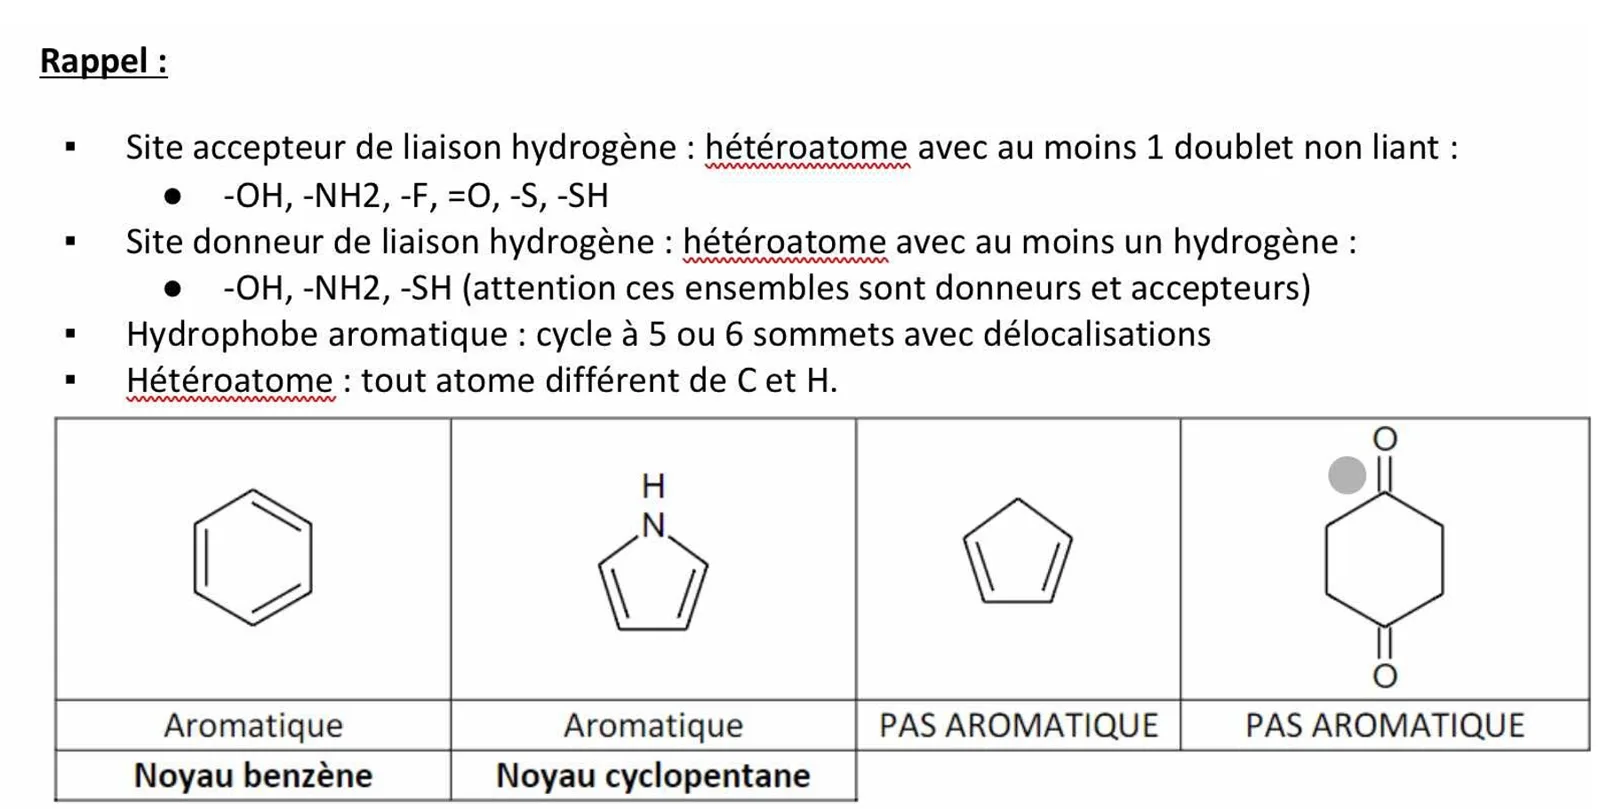 Rappel :
▪ Site accepteur de liaison hydrogène : hétéroatome avec au moins 1 doublet non liant :
● -OH, -NH2, -F, =O, -S, -SH
▪ Site donneur de liaison hydrogène : hétéroatome avec au moins un hydrogène :
● -OH, -NH2, -SH (attention ces ensembles sont donneurs et accepteurs)
▪ Hydrophobe aromatique : cycle à 5 ou 6 sommets avec délocalisations
▪ Hétéroatome : tout atome différent de C et H.
O
H
N
O
Aromatique Aromatique PAS AROMATIQUE PAS AROMATIQUE
Noyau benzène Noyau cyclopentane